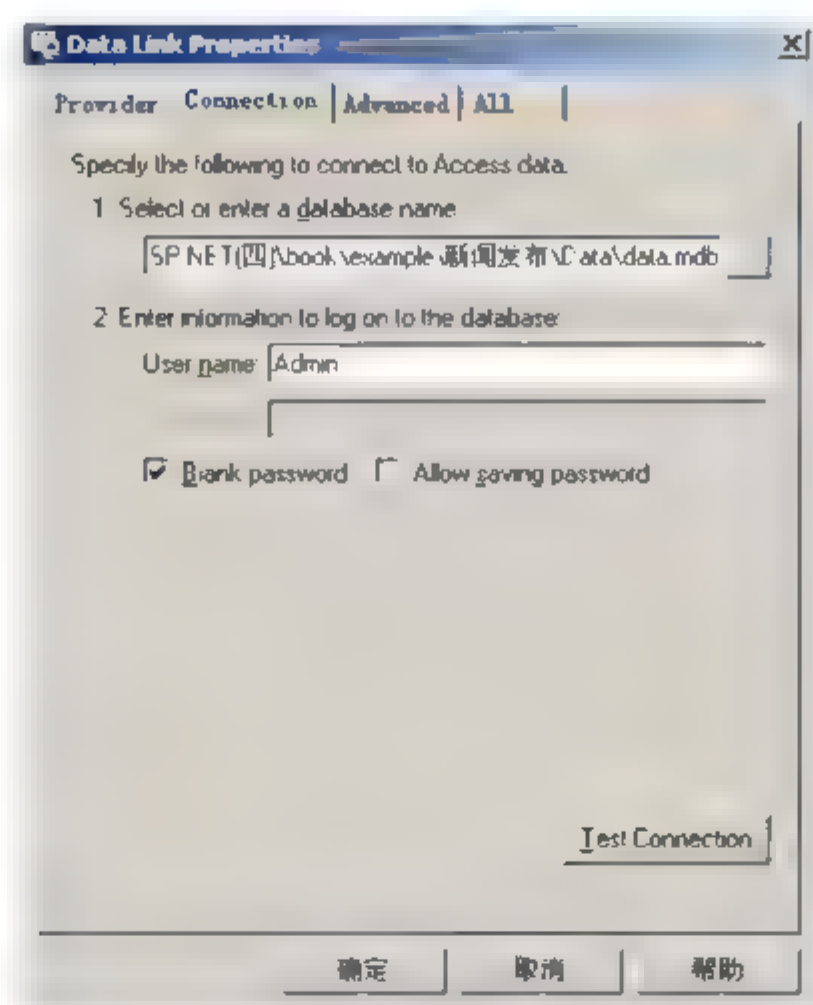 Data Link Properties
Provider Connection Advanced All
Specify the following to connect to Access data.
1 Select or enter a database name
SP.NET(四)\book\example\新闻发布\Data\data.mdb
2 Enter information to log on to the database:
User name: Admin
Blank password Allow saving password
Test Connection
确定 取消 帮助